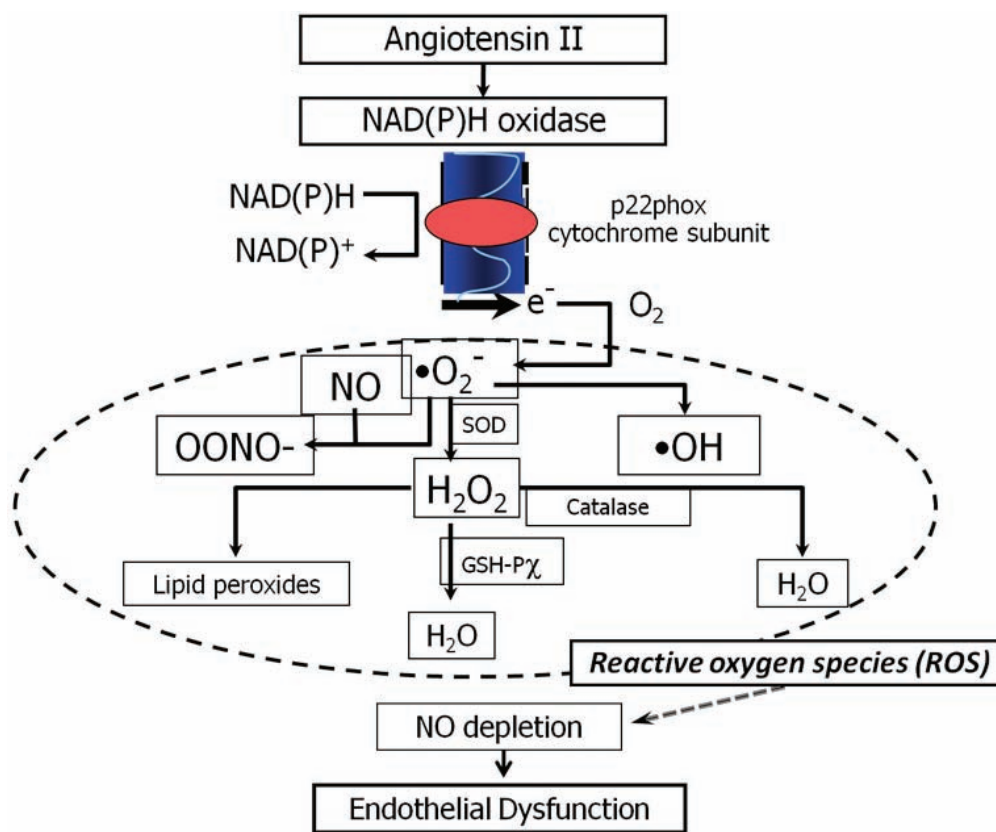 Angiotensin II
NAD(P)H oxidase
NAD(P)H
NAD(P)⁺
p22phox
cytochrome subunit
e⁻
O₂
NO
•O₂⁻
SOD
OONO-
•OH
H₂O₂
Catalase
Lipid peroxides
GSH-Pχ
H₂O
H₂O
Reactive oxygen species (ROS)
NO depletion
Endothelial Dysfunction